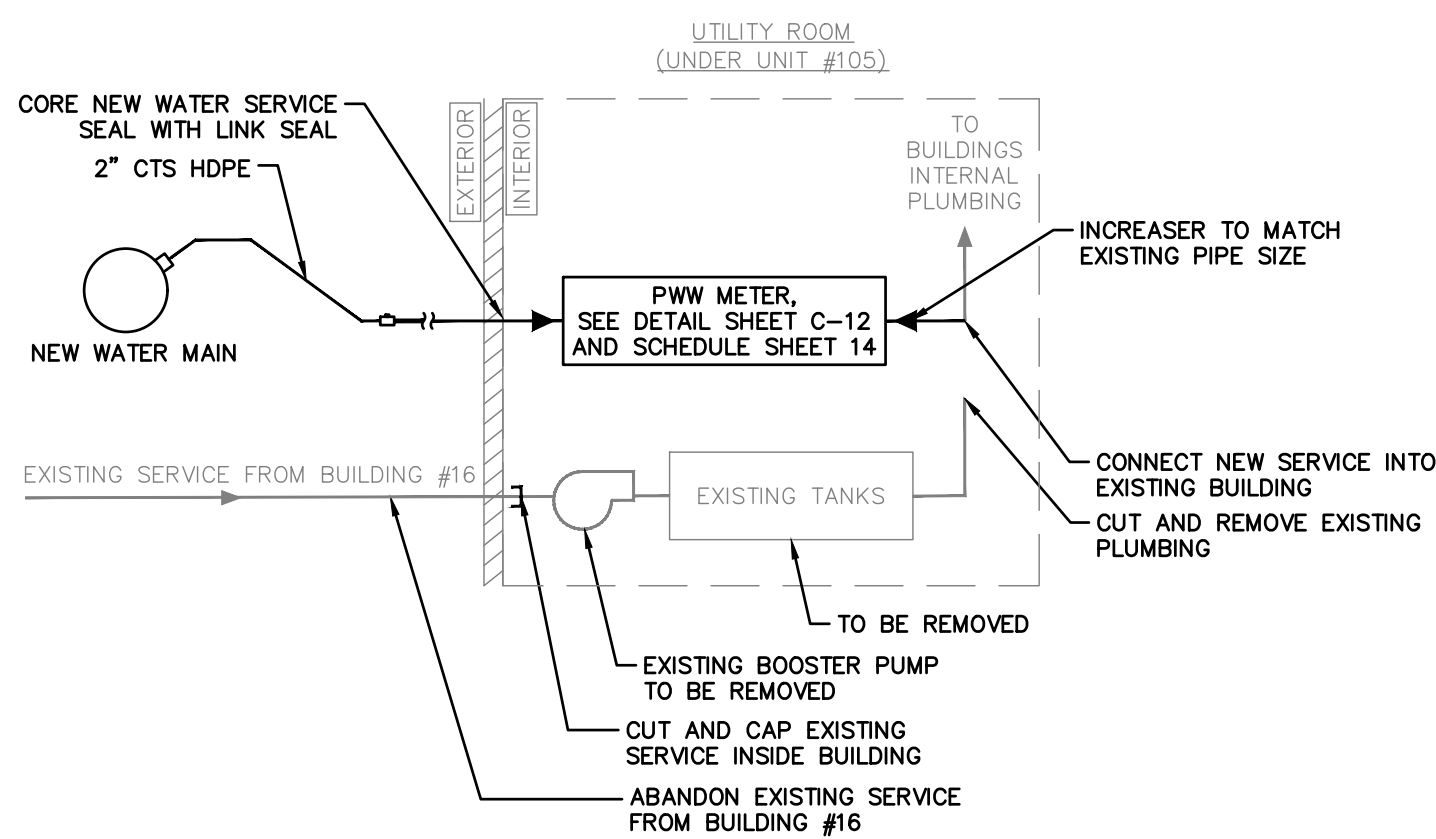 UTILITY ROOM
(UNDER UNIT #105)
CORE NEW WATER SERVICE
SEAL WITH LINK SEAL
2" CTS HDPE
EXTERIOR
INTERIOR
TO
BUILDINGS
INTERNAL
PLUMBING
INCREASER TO MATCH
EXISTING PIPE SIZE
PWW METER,
SEE DETAIL SHEET C-12
AND SCHEDULE SHEET 14
NEW WATER MAIN
EXISTING SERVICE FROM BUILDING #16
EXISTING TANKS
CONNECT NEW SERVICE INTO
EXISTING BUILDING
CUT AND REMOVE EXISTING
PLUMBING
TO BE REMOVED
EXISTING BOOSTER PUMP
TO BE REMOVED
CUT AND CAP EXISTING
SERVICE INSIDE BUILDING
ABANDON EXISTING SERVICE
FROM BUILDING #16